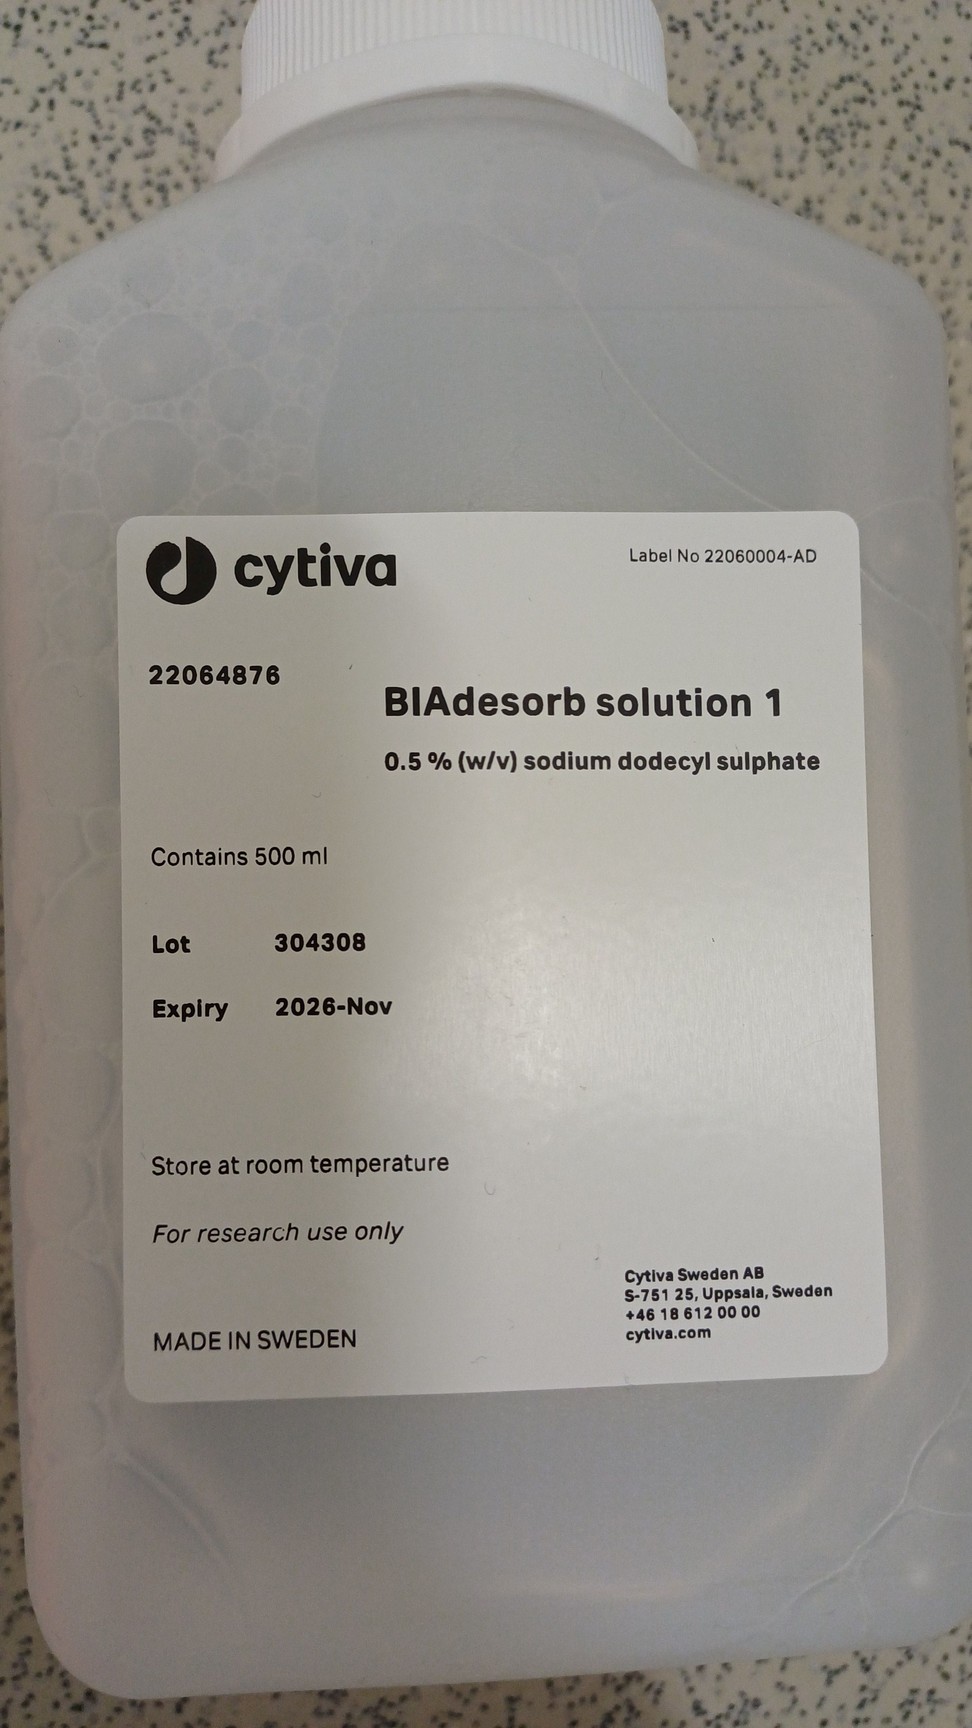 cytiva
Label No 22060004-AD
22064876
BIAdesorb solution 1
0.5 % (w/v) sodium dodecyl sulphate
Contains 500 ml
Lot 304308
Expiry 2026-Nov
Store at room temperature
For research use only
Cytiva Sweden AB
S-751 25, Uppsala, Sweden
+46 18 612 00 00
cytiva.com
MADE IN SWEDEN